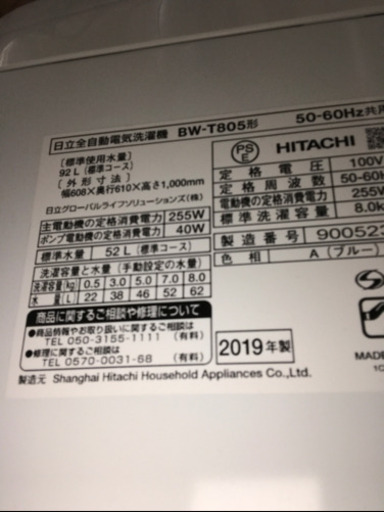 日立全自動電気洗濯機 BW-T805形 50-60Hz共用
〔標準使用水量〕
92L（標準コース）
〔外形寸法〕
幅608×奥行610×高さ1,000mm
日立グローバルライフソリューションズ（株）
主電動機の定格消費電力 255W
ポンプ電動機の定格消費電力 40W
標準水量 52L（標準コース）
洗濯容量と水量（手動設定の水量）
洗濯容量(kg) 0.5 3.0 5.0 7.0 8.0
水量 L 22 38 46 52 62
商品に関するご相談や修理について
●商品情報やお取り扱いに関するご相談は
TEL 050-3155-1111（有料）
●修理に関するご相談は
TEL 0570-0031-68（有料）
製造元 Shanghai Hitachi Household Appliances Co.,Ltd.
PS
E
HITACHI
定格電圧 100V
定格周波数 50-60
電動機の定格消費電力 255W
標準洗濯容量 8.0k
製造番号 900523
色相 A（ブルー）
2019年製
MADE